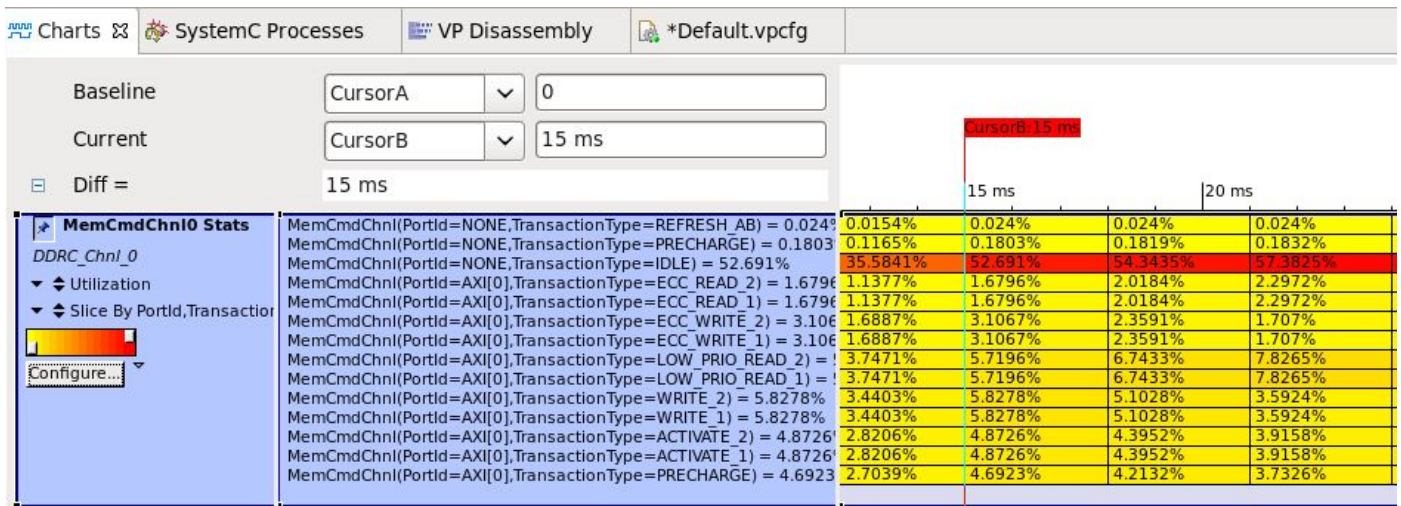 Charts SystemC Processes VP Disassembly *Default.vpcfg
Baseline CursorA 0
Current CursorB 15 ms
Diff = 15 ms
CursorB:15 ms
15 ms 20 ms
MemCmdChnl0 Stats
DDRC_Chnl_0
Utilization
Slice By PortId,Transaction
Configure...
MemCmdChnl(PortId=NONE,TransactionType=REFRESH_AB) = 0.024% 0.0154% 0.024% 0.024% 0.024%
MemCmdChnl(PortId=NONE,TransactionType=PRECHARGE) = 0.1803 0.1165% 0.1803% 0.1819% 0.1832%
MemCmdChnl(PortId=NONE,TransactionType=IDLE) = 52.691% 35.5841% 52.691% 54.3435% 57.3825%
MemCmdChnl(PortId=AXI[0],TransactionType=ECC_READ_2) = 1.6796 1.1377% 1.6796% 2.0184% 2.2972%
MemCmdChnl(PortId=AXI[0],TransactionType=ECC_READ_1) = 1.6796 1.1377% 1.6796% 2.0184% 2.2972%
MemCmdChnl(PortId=AXI[0],TransactionType=ECC_WRITE_2) = 3.106 1.6887% 3.1067% 2.3591% 1.707%
MemCmdChnl(PortId=AXI[0],TransactionType=ECC_WRITE_1) = 3.106 1.6887% 3.1067% 2.3591% 1.707%
MemCmdChnl(PortId=AXI[0],TransactionType=LOW_PRIO_READ_2) = 3.7471% 5.7196% 6.7433% 7.8265%
MemCmdChnl(PortId=AXI[0],TransactionType=LOW_PRIO_READ_1) = 3.7471% 5.7196% 6.7433% 7.8265%
MemCmdChnl(PortId=AXI[0],TransactionType=WRITE_2) = 5.8278% 3.4403% 5.8278% 5.1028% 3.5924%
MemCmdChnl(PortId=AXI[0],TransactionType=WRITE_1) = 5.8278% 3.4403% 5.8278% 5.1028% 3.5924%
MemCmdChnl(PortId=AXI[0],TransactionType=ACTIVATE_2) = 4.8726 2.8206% 4.8726% 4.3952% 3.9158%
MemCmdChnl(PortId=AXI[0],TransactionType=ACTIVATE_1) = 4.8726 2.8206% 4.8726% 4.3952% 3.9158%
MemCmdChnl(PortId=AXI[0],TransactionType=PRECHARGE) = 4.6923 2.7039% 4.6923% 4.2132% 3.7326%